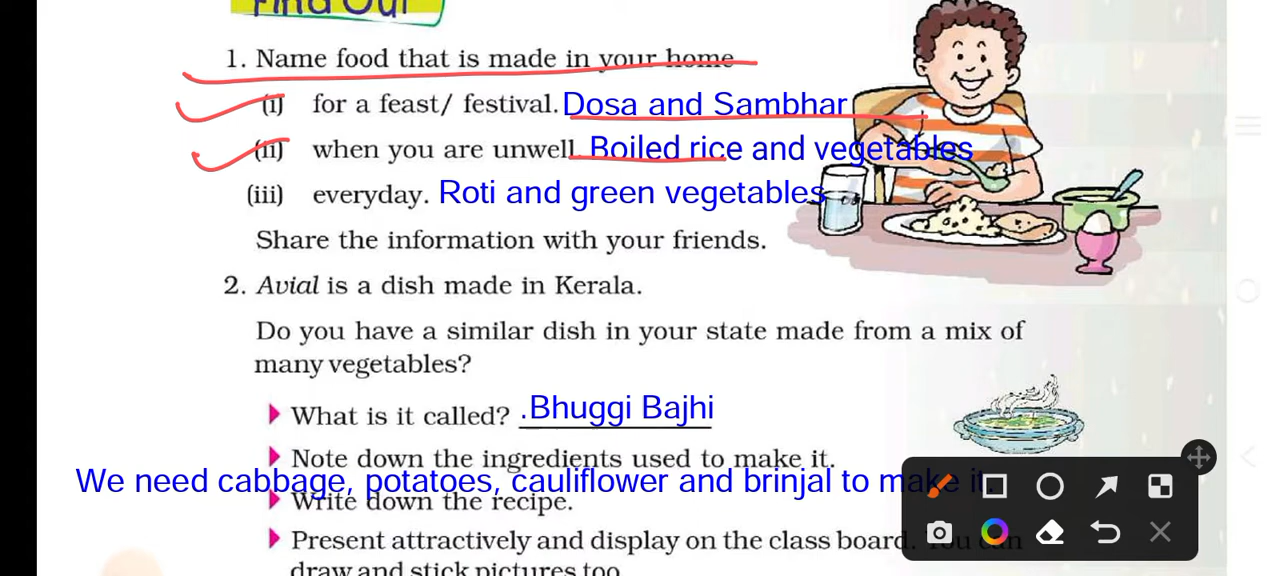 Find Out
1. Name food that is made in your home
(i) for a feast/ festival. Dosa and Sambhar
(ii) when you are unwell. Boiled rice and vegetables
(iii) everyday. Roti and green vegetables
Share the information with your friends.
2. Avial is a dish made in Kerala.
Do you have a similar dish in your state made from a mix of
many vegetables?
What is it called? .Bhuggi Bajhi
Note down the ingredients used to make it.
We need cabbage, potatoes, cauliflower and brinjal to make it.
Write down the recipe.
Present attractively and display on the class board. You can
draw and stick pictures too